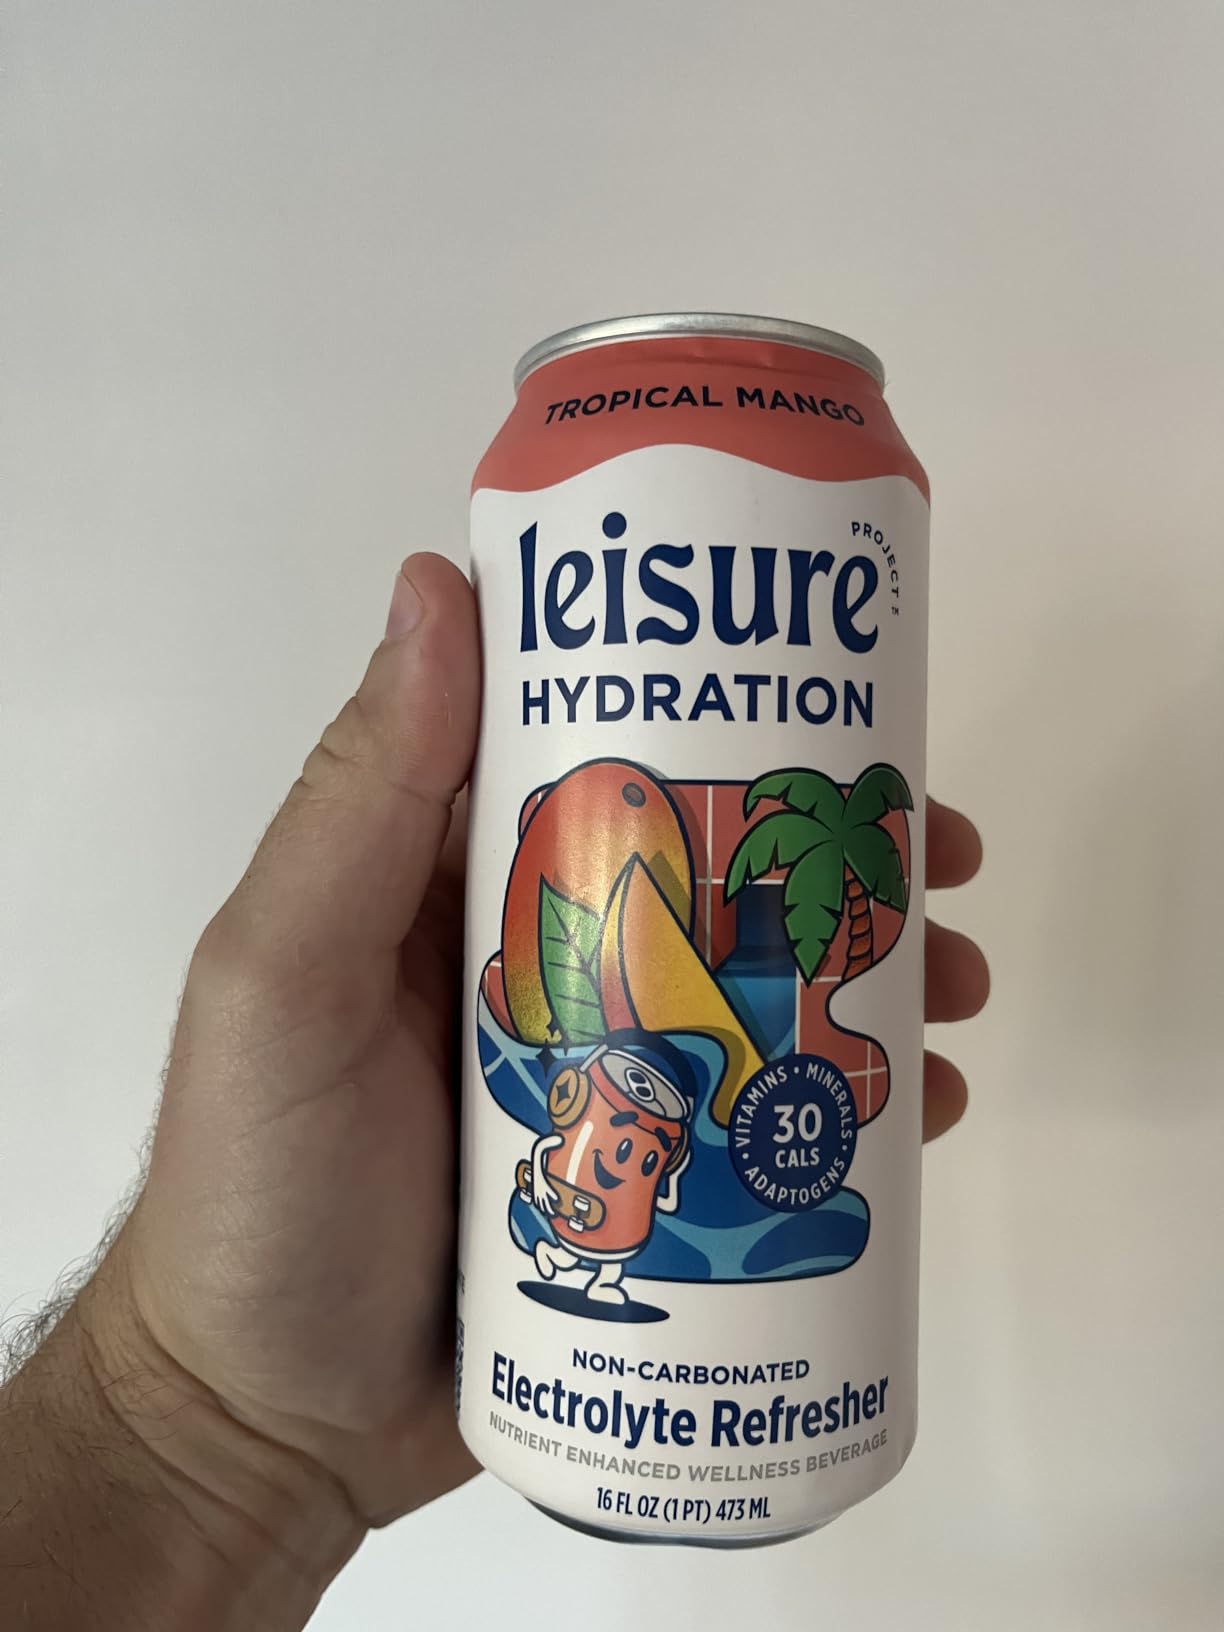 TROPICAL MANGO
leisure
PROJECT
HYDRATION
VITAMINS • MINERALS • ADAPTOGENS •
30
CALS
NON-CARBONATED
Electrolyte Refresher
NUTRIENT ENHANCED WELLNESS BEVERAGE
16 FL OZ (1 PT) 473 ML